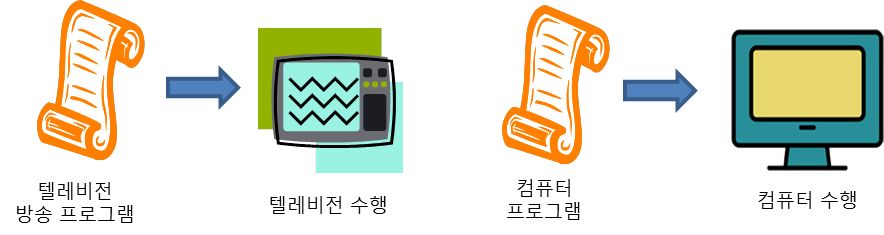 텔레비전
방송 프로그램
텔레비전 수행
컴퓨터
프로그램
컴퓨터 수행